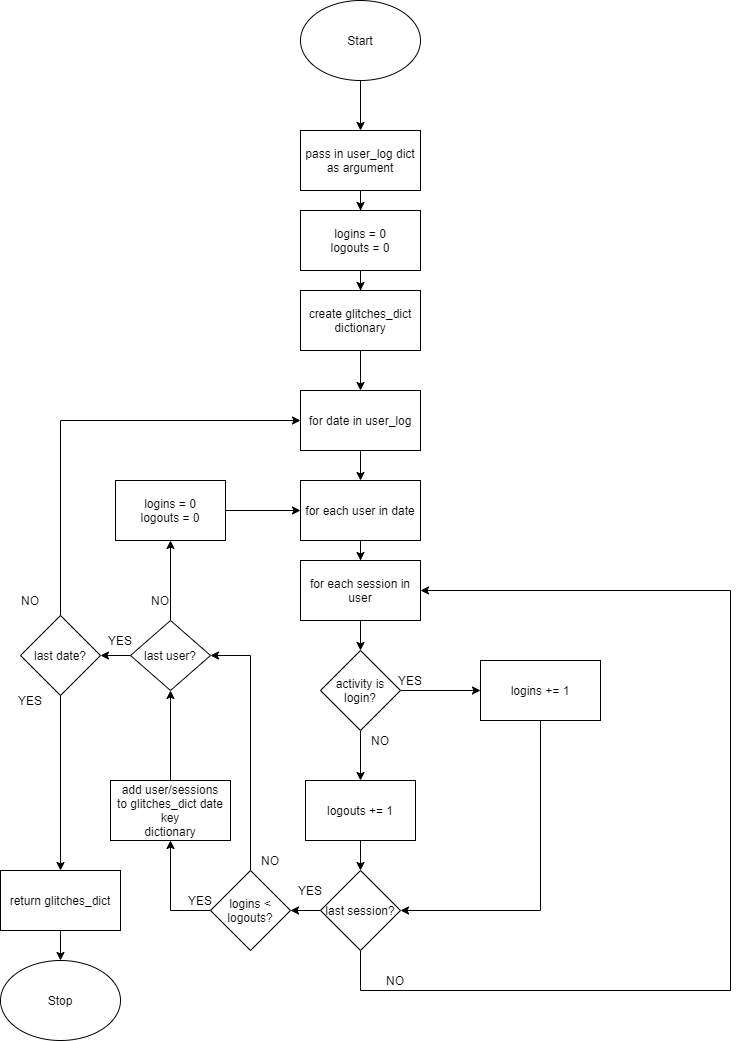 Start
pass in user_log dict
as argument
logins = 0
logouts = 0
create glitches_dict
dictionary
for date in user_log
logins = 0
logouts = 0
for each user in date
for each session in
user
NO
NO
last date?
YES
last user?
activity is
login?
YES
logins += 1
YES
NO
add user/sessions
to glitches_dict date
key
dictionary
logouts += 1
NO
return glitches_dict
YES
logins <
logouts?
YES
last session?
NO
Stop